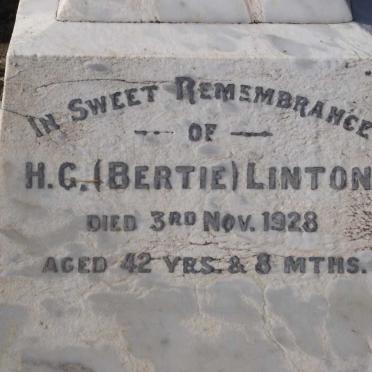 IN SWEET REMEMBRANCE
— OF —
H. G. (BERTIE) LINTON
DIED 3RD NOV. 1928
AGED 42 YRS. & 8 MTHS.